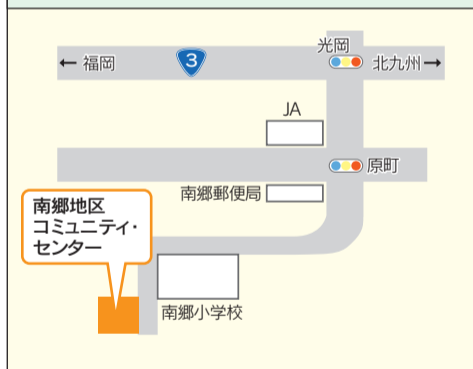 光岡
← 福岡
3
北九州 →
JA
原町
南郷郵便局
南郷地区
コミュニティ・
センター
南郷小学校